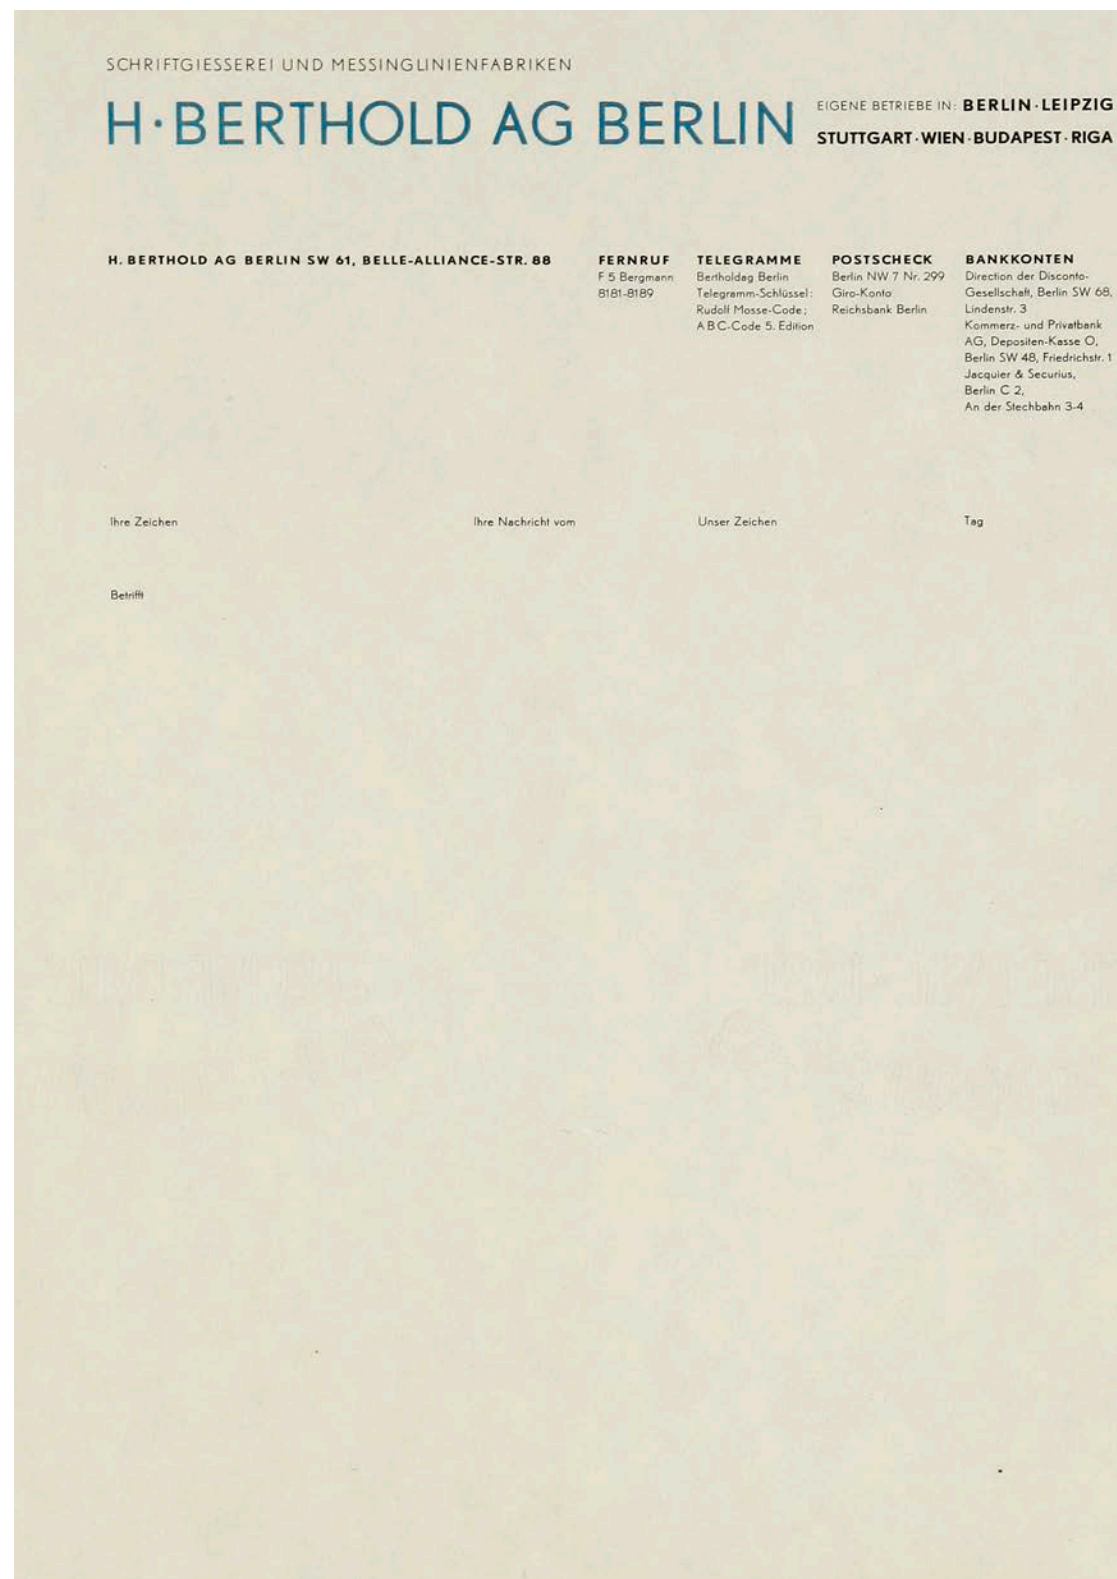 SCHRIFTGIESSEREI UND MESSINGLINIENFABRIKEN
H·BERTHOLD AG BERLIN
EIGENE BETRIEBE IN: BERLIN·LEIPZIG
STUTTGART·WIEN·BUDAPEST·RIGA
H. BERTHOLD AG BERLIN SW 61, BELLE-ALLIANCE-STR. 88
FERNRUF
F 5 Bergmann
8181-8189
TELEGRAMME
Bertholdag Berlin
Telegramm-Schlüssel:
Rudolf Mosse-Code;
ABC-Code 5. Edition
POSTSCHECK
Berlin NW 7 Nr. 299
Giro-Konto
Reichsbank Berlin
BANKKONTEN
Direction der Disconto-
Gesellschaft, Berlin SW 68,
Lindenstr. 3
Kommerz- und Privatbank
AG, Depositen-Kasse O,
Berlin SW 48, Friedrichstr. 1
Jacquier & Securius,
Berlin C 2,
An der Stechbahn 3-4
Ihre Zeichen
Ihre Nachricht vom
Unser Zeichen
Tag
Betrifft